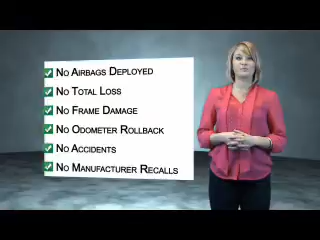 No Airbags Deployed
No Total Loss
No Frame Damage
No Odometer Rollback
No Accidents
No Manufacturer Recalls